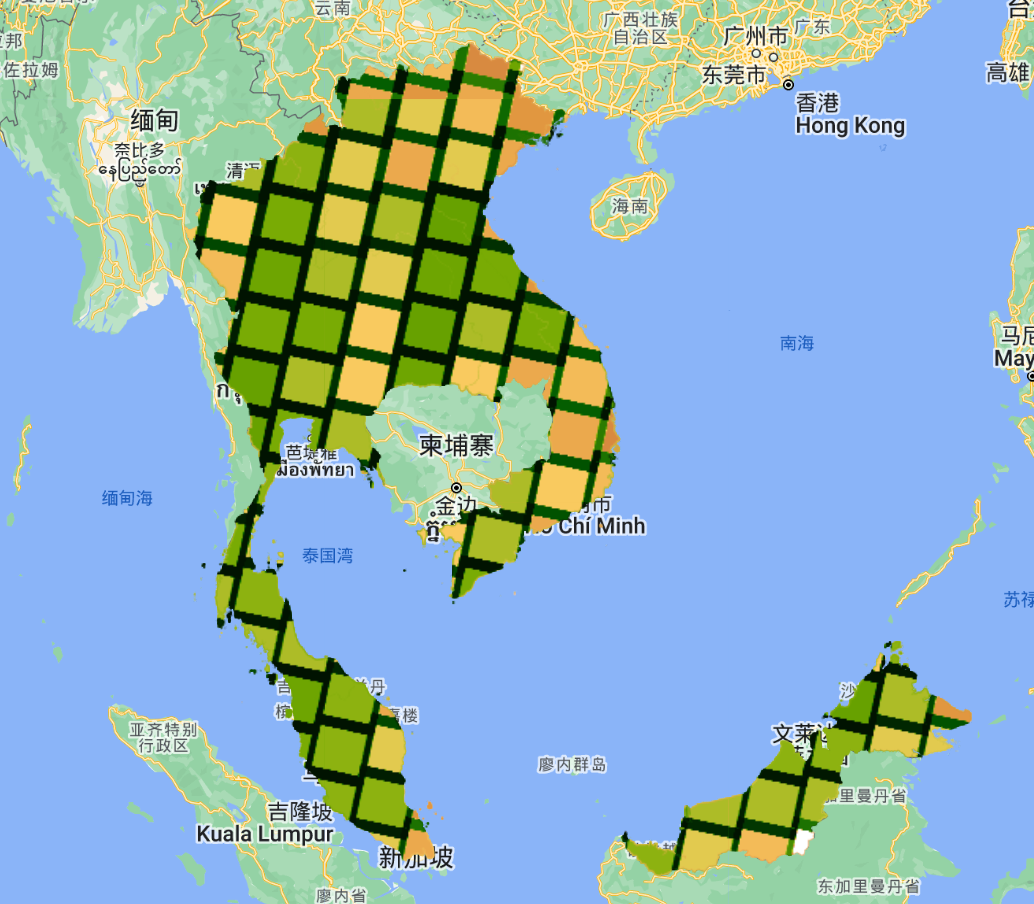 云南
广西壮族
自治区
广州市
广东
东莞市
佐拉姆
高雄
香港
Hong Kong
缅甸
奈比多
နေပြည်တော်
海南
南海
马尼
May
柬埔寨
芭堤雅
เมืองพัทยา
缅甸海
金边
Chí Minh
泰国湾
苏禄
沙
亚齐特别
行政区
廖内群岛
文莱
加里曼丹省
吉隆坡
Kuala Lumpur
新加坡
廖内省
东加里曼丹省